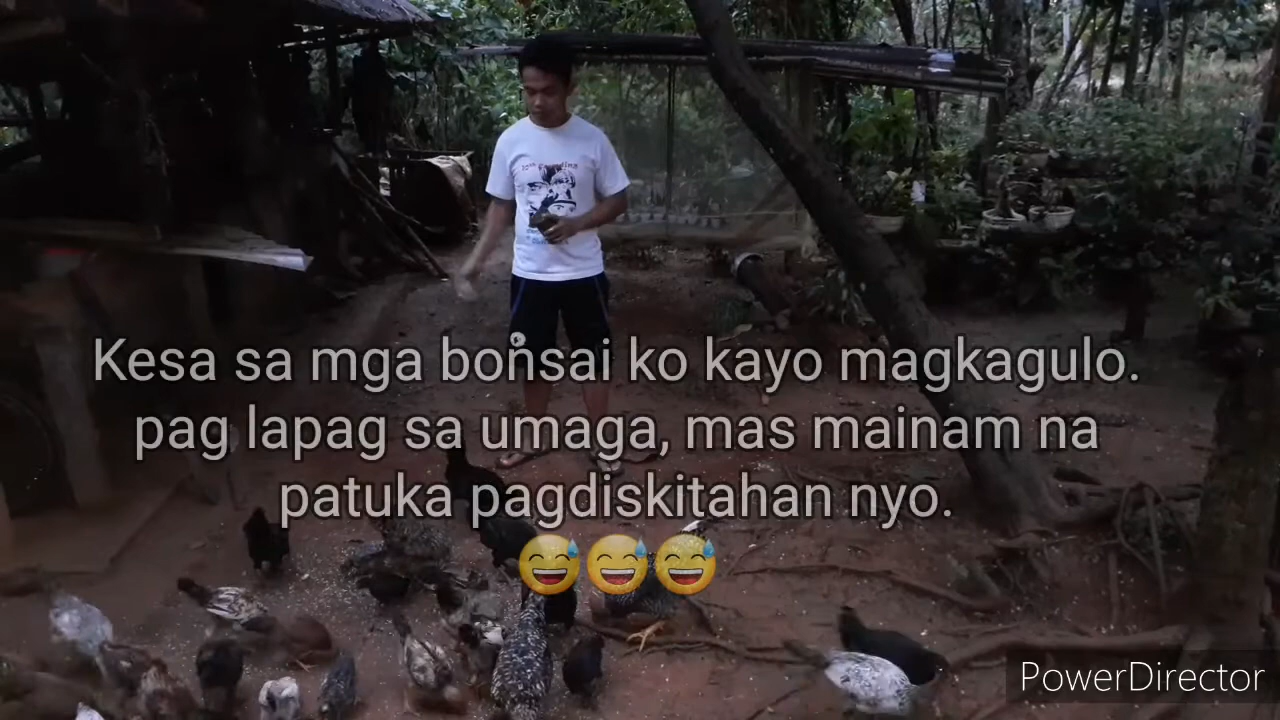 Kesa sa mga bonsai ko kayo magkagulo.
pag lapag sa umaga, mas mainam na
patuka pagdiskitahan nyo.
😅😅😅
PowerDirector